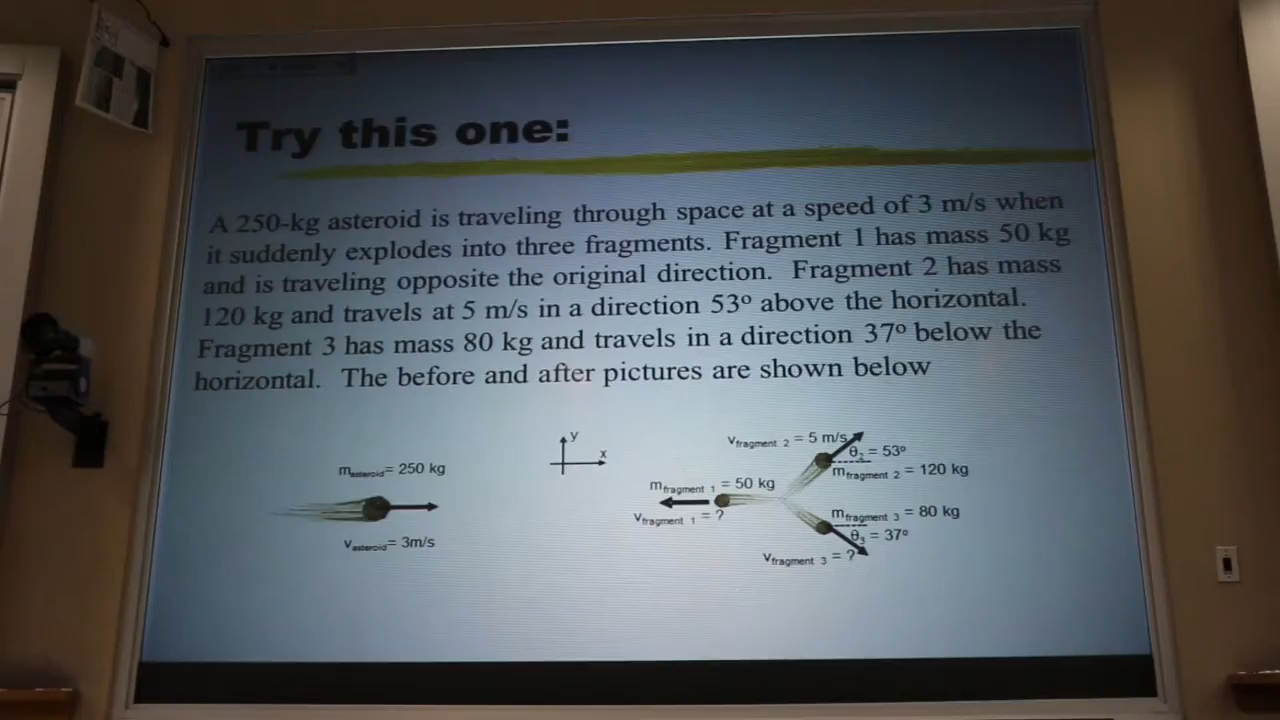 Try this one:
A 250-kg asteroid is traveling through space at a speed of 3 m/s when
it suddenly explodes into three fragments. Fragment 1 has mass 50 kg
and is traveling opposite the original direction. Fragment 2 has mass
120 kg and travels at 5 m/s in a direction 53º above the horizontal.
Fragment 3 has mass 80 kg and travels in a direction 37º below the
horizontal. The before and after pictures are shown below
masteroid= 250 kg
vasteroid= 3m/s
y
x
mfragment 1 = 50 kg
vfragment 1 = ?
vfragment 2 = 5 m/s
θ2 = 53º
mfragment 2 = 120 kg
mfragment 3 = 80 kg
θ3 = 37º
vfragment 3 = ?